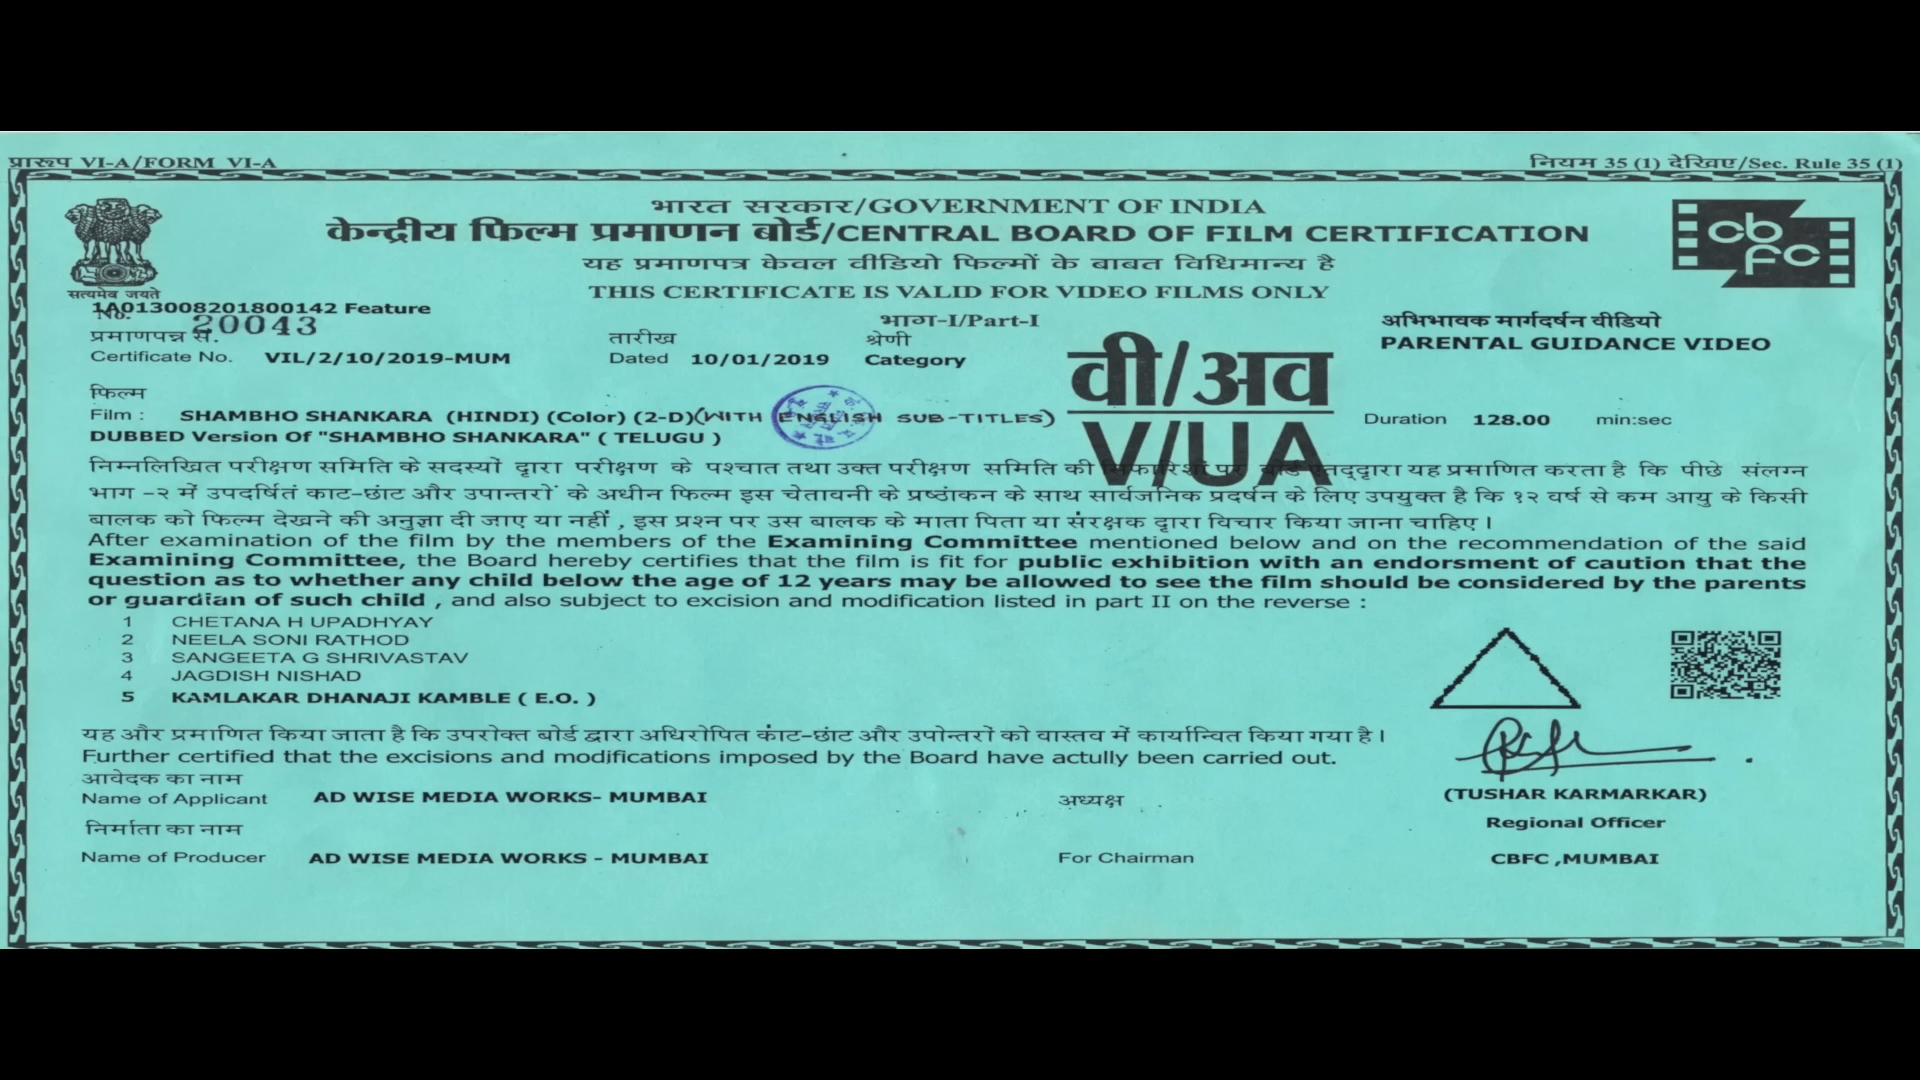 प्रारूप VI-A/FORM VI-A
नियम 35 (1) देखिए/Sec. Rule 35 (1)
भारत सरकार/GOVERNMENT OF INDIA
केन्द्रीय फिल्म प्रमाणन बोर्ड/CENTRAL BOARD OF FILM CERTIFICATION
cb
fc
यह प्रमाणपत्र केवल वीडियो फिल्मों के बाबत विधिमान्य है
THIS CERTIFICATE IS VALID FOR VIDEO FILMS ONLY
सत्यमेव जयते
1A013008201800142 Feature
No. 20043
भाग-I/Part-I
अभिभावक मार्गदर्षन वीडियो
प्रमाणपत्र सं. तारीख श्रेणी
PARENTAL GUIDANCE VIDEO
Certificate No. VIL/2/10/2019-MUM Dated 10/01/2019 Category
वी/अव
V/UA
फिल्म
Film : SHAMBHO SHANKARA (HINDI) (Color) (2-D)(WITH ENGLISH SUB-TITLES) Duration 128.00 min:sec
DUBBED Version Of "SHAMBHO SHANKARA" ( TELUGU )
निम्नलिखित परीक्षण समिति के सदस्यों द्वारा परीक्षण के पश्चात तथा उक्त परीक्षण समिति की सिफारिशों पर बोर्ड एतद्द्वारा यह प्रमाणित करता है कि पीछे संलग्न
भाग -२ में उपदर्षितं काट-छांट और उपान्तरों के अधीन फिल्म इस चेतावनी के प्रष्ठांकन के साथ सार्वजनिक प्रदर्षन के लिए उपयुक्त है कि १२ वर्ष से कम आयु के किसी
बालक को फिल्म देखने की अनुज्ञा दी जाए या नहीं , इस प्रश्न पर उस बालक के माता पिता या संरक्षक द्वारा विचार किया जाना चाहिए ।
After examination of the film by the members of the Examining Committee mentioned below and on the recommendation of the said
Examining Committee, the Board hereby certifies that the film is fit for public exhibition with an endorsment of caution that the
question as to whether any child below the age of 12 years may be allowed to see the film should be considered by the parents
or guardian of such child , and also subject to excision and modification listed in part II on the reverse :
1 CHETANA H UPADHYAY
2 NEELA SONI RATHOD
3 SANGEETA G SHRIVASTAV
4 JAGDISH NISHAD
5 KAMLAKAR DHANAJI KAMBLE ( E.O. )
यह और प्रमाणित किया जाता है कि उपरोक्त बोर्ड द्वारा अधिरोपित काट-छांट और उपोन्तरों को वास्तव में कार्यान्वित किया गया है ।
Further certified that the excisions and modifications imposed by the Board have actully been carried out.
आवेदक का नाम
Name of Applicant AD WISE MEDIA WORKS- MUMBAI अध्यक्ष (TUSHAR KARMARKAR)
निर्माता का नाम Regional Officer
Name of Producer AD WISE MEDIA WORKS - MUMBAI For Chairman CBFC ,MUMBAI